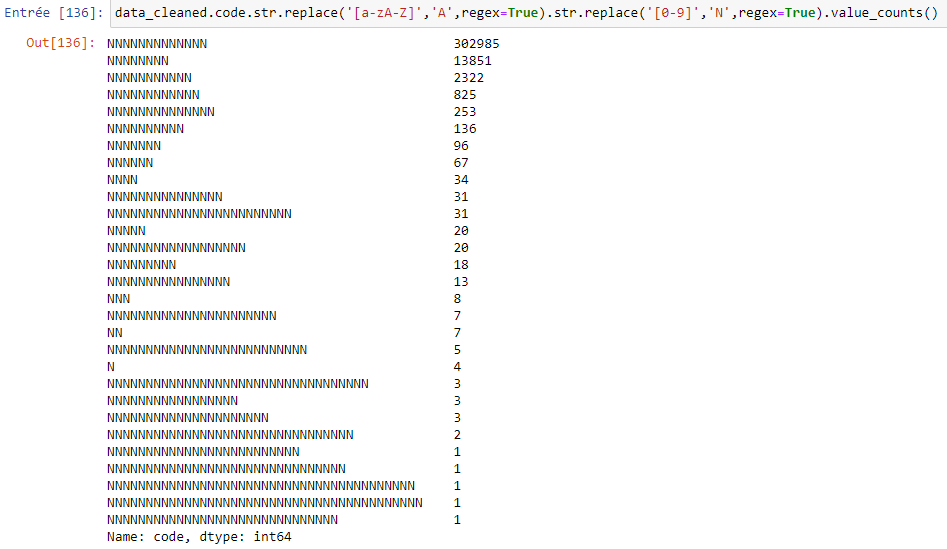 Entrée [136]: data_cleaned.code.str.replace('[a-zA-Z]','A',regex=True).str.replace('[0-9]','N',regex=True).value_counts()
Out[136]: NNNNNNNNNNNNN 302985
NNNNNNNN 13851
NNNNNNNNNNN 2322
NNNNNNNNNNNN 825
NNNNNNNNNNNNNN 253
NNNNNNNNNN 136
NNNNNNN 96
NNNNNN 67
NNNN 34
NNNNNNNNNNNNNNN 31
NNNNNNNNNNNNNNNNNNNNNNNN 31
NNNNN 20
NNNNNNNNNNNNNNNNNN 20
NNNNNNNNN 18
NNNNNNNNNNNNNNNN 13
NNN 8
NNNNNNNNNNNNNNNNNNNNNN 7
NN 7
NNNNNNNNNNNNNNNNNNNNNNNNNN 5
N 4
NNNNNNNNNNNNNNNNNNNNNNNNNNNNNNNNNN 3
NNNNNNNNNNNNNNNNN 3
NNNNNNNNNNNNNNNNNNNNN 3
NNNNNNNNNNNNNNNNNNNNNNNNNNNNNNNN 2
NNNNNNNNNNNNNNNNNNNNNNNNN 1
NNNNNNNNNNNNNNNNNNNNNNNNNNNNNNN 1
NNNNNNNNNNNNNNNNNNNNNNNNNNNNNNNNNNNNNNNN 1
NNNNNNNNNNNNNNNNNNNNNNNNNNNNNNNNNNNNNNNNN 1
NNNNNNNNNNNNNNNNNNNNNNNNNNNNNN 1
Name: code, dtype: int64